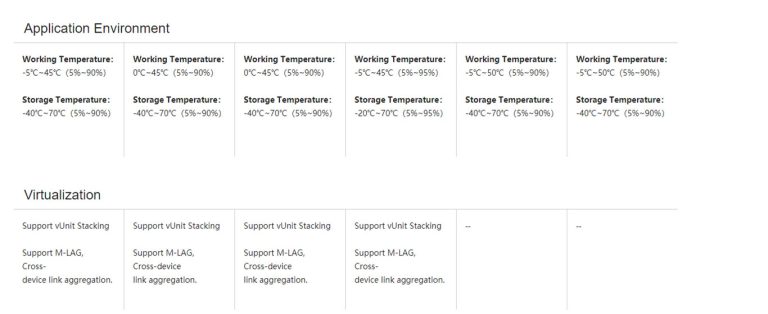 Application Environment
Working Temperature: Working Temperature: Working Temperature: Working Temperature: Working Temperature: Working Temperature:
-5℃~45℃（5%~90%） 0℃~45℃（5%~90%） 0℃~45℃（5%~90%） -5℃~45℃（5%~95%） -5℃~50℃（5%~90%） -5℃~50℃（5%~90%）
Storage Temperature: Storage Temperature: Storage Temperature: Storage Temperature: Storage Temperature: Storage Temperature:
-40℃~70℃（5%~90%） -40℃~70℃（5%~90%） -40℃~70℃（5%~90%） -20℃~70℃（5%~95%） -40℃~70℃（5%~90%） -40℃~70℃（5%~90%）
Virtualization
Support vUnit Stacking Support vUnit Stacking Support vUnit Stacking Support vUnit Stacking -- --
Support M-LAG, Support M-LAG, Support M-LAG, Support M-LAG,
Cross- Cross-device Cross-device Cross-
device link aggregation. link aggregation. link aggregation. device link aggregation.